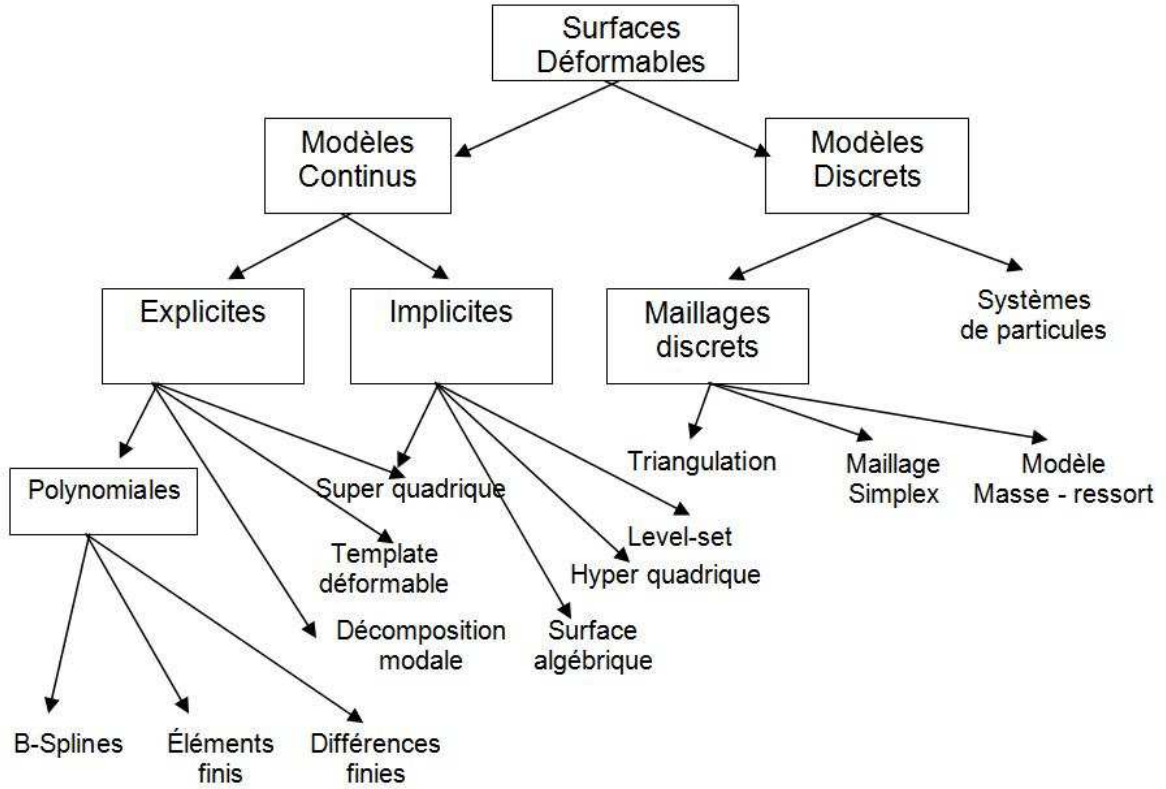 Surfaces
Déformables
Modèles
Continus
Modèles
Discrets
Explicites
Implicites
Maillages
discrets
Systèmes
de particules
Polynomiales
Super quadrique
Triangulation
Maillage
Simplex
Modèle
Masse - ressort
Template
déformable
Level-set
Hyper quadrique
Décomposition
modale
Surface
algébrique
B-Splines
Éléments
finis
Différences
finies